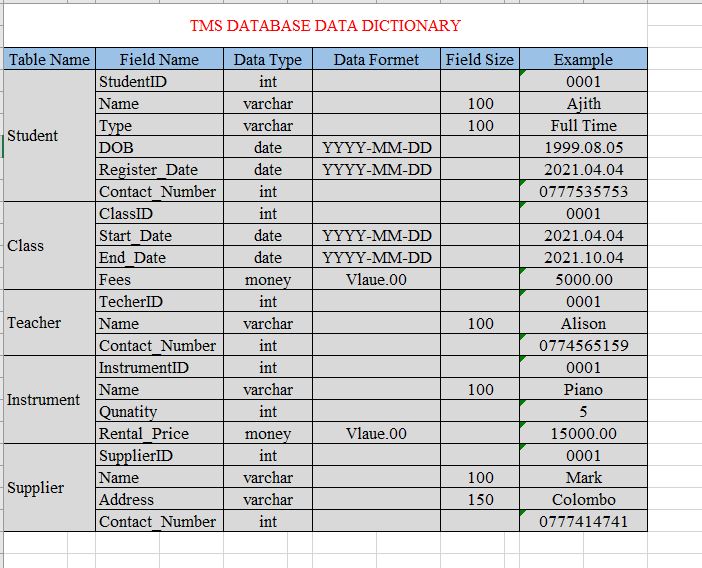 TMS DATABASE DATA DICTIONARY
Table Name Field Name Data Type Data Formet Field Size Example
Student
StudentID int 0001
Name varchar 100 Ajith
Type varchar 100 Full Time
DOB date YYYY-MM-DD 1999.08.05
Register_Date date YYYY-MM-DD 2021.04.04
Contact_Number int 0777535753
Class
ClassID int 0001
Start_Date date YYYY-MM-DD 2021.04.04
End_Date date YYYY-MM-DD 2021.10.04
Fees money Vlaue.00 5000.00
Teacher
TecherID int 0001
Name varchar 100 Alison
Contact_Number int 0774565159
Instrument
InstrumentID int 0001
Name varchar 100 Piano
Qunatity int 5
Rental_Price money Vlaue.00 15000.00
Supplier
SupplierID int 0001
Name varchar 100 Mark
Address varchar 150 Colombo
Contact_Number int 0777414741